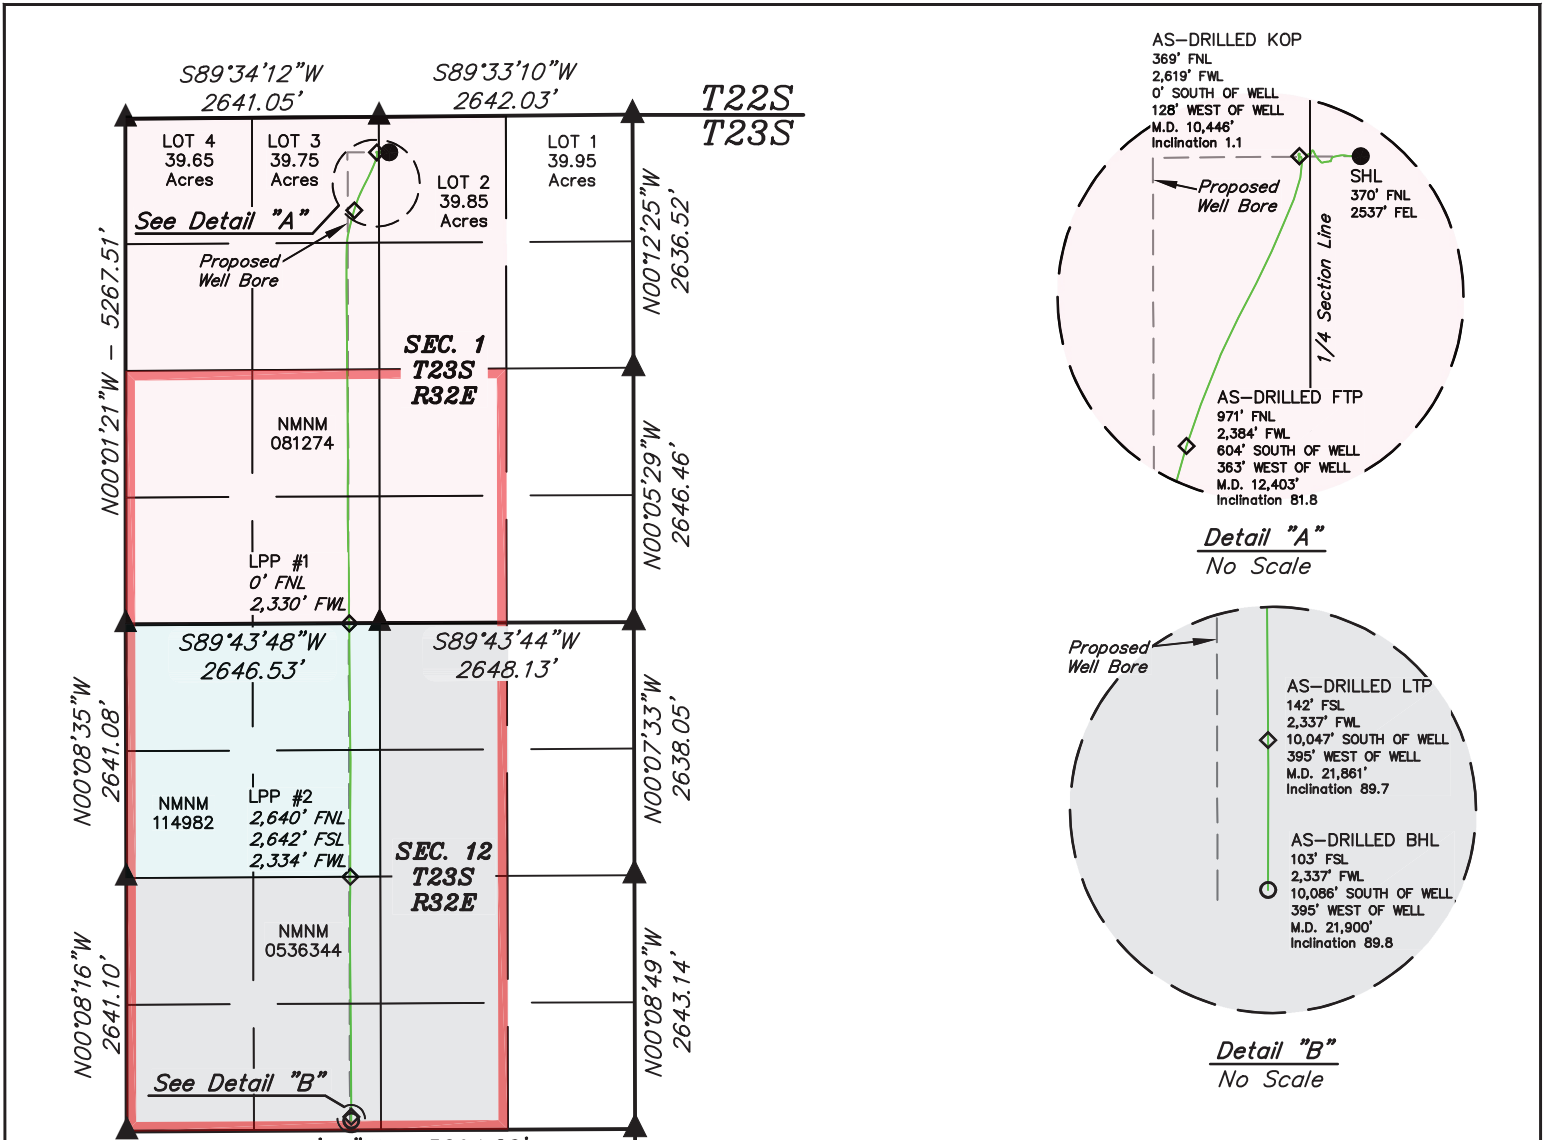 S89°34'12"W
2641.05'
S89°33'10"W
2642.03'
T22S
T23S
LOT 4
39.65
Acres
LOT 3
39.75
Acres
LOT 2
39.85
Acres
LOT 1
39.95
Acres
See Detail "A"
Proposed
Well Bore
N00°01'21"W – 5267.51'
N00°12'25"W
2636.52'
SEC. 1
T23S
R32E
NMNM
081274
N00°05'29"W
2646.46'
LPP #1
0' FNL
2,330' FWL
S89°43'48"W
2646.53'
S89°43'44"W
2648.13'
N00°08'35"W
2641.08'
N00°07'33"W
2638.05'
NMNM
114982
LPP #2
2,640' FNL
2,642' FSL
2,334' FWL
SEC. 12
T23S
R32E
NMNM
0536344
N00°08'16"W
2641.10'
N00°08'49"W
2643.14'
See Detail "B"
AS-DRILLED KOP
369' FNL
2,619' FWL
0' SOUTH OF WELL
128' WEST OF WELL
M.D. 10,446'
Inclination 1.1
Proposed
Well Bore
SHL
370' FNL
2537' FEL
1/4 Section Line
AS-DRILLED FTP
971' FNL
2,384' FWL
604' SOUTH OF WELL
363' WEST OF WELL
M.D. 12,403'
Inclination 81.8
Detail "A"
No Scale
Proposed
Well Bore
AS-DRILLED LTP
142' FSL
2,337' FWL
10,047' SOUTH OF WELL
395' WEST OF WELL
M.D. 21,861'
Inclination 89.7
AS-DRILLED BHL
103' FSL
2,337' FWL
10,086' SOUTH OF WELL
395' WEST OF WELL
M.D. 21,900'
Inclination 89.8
Detail "B"
No Scale